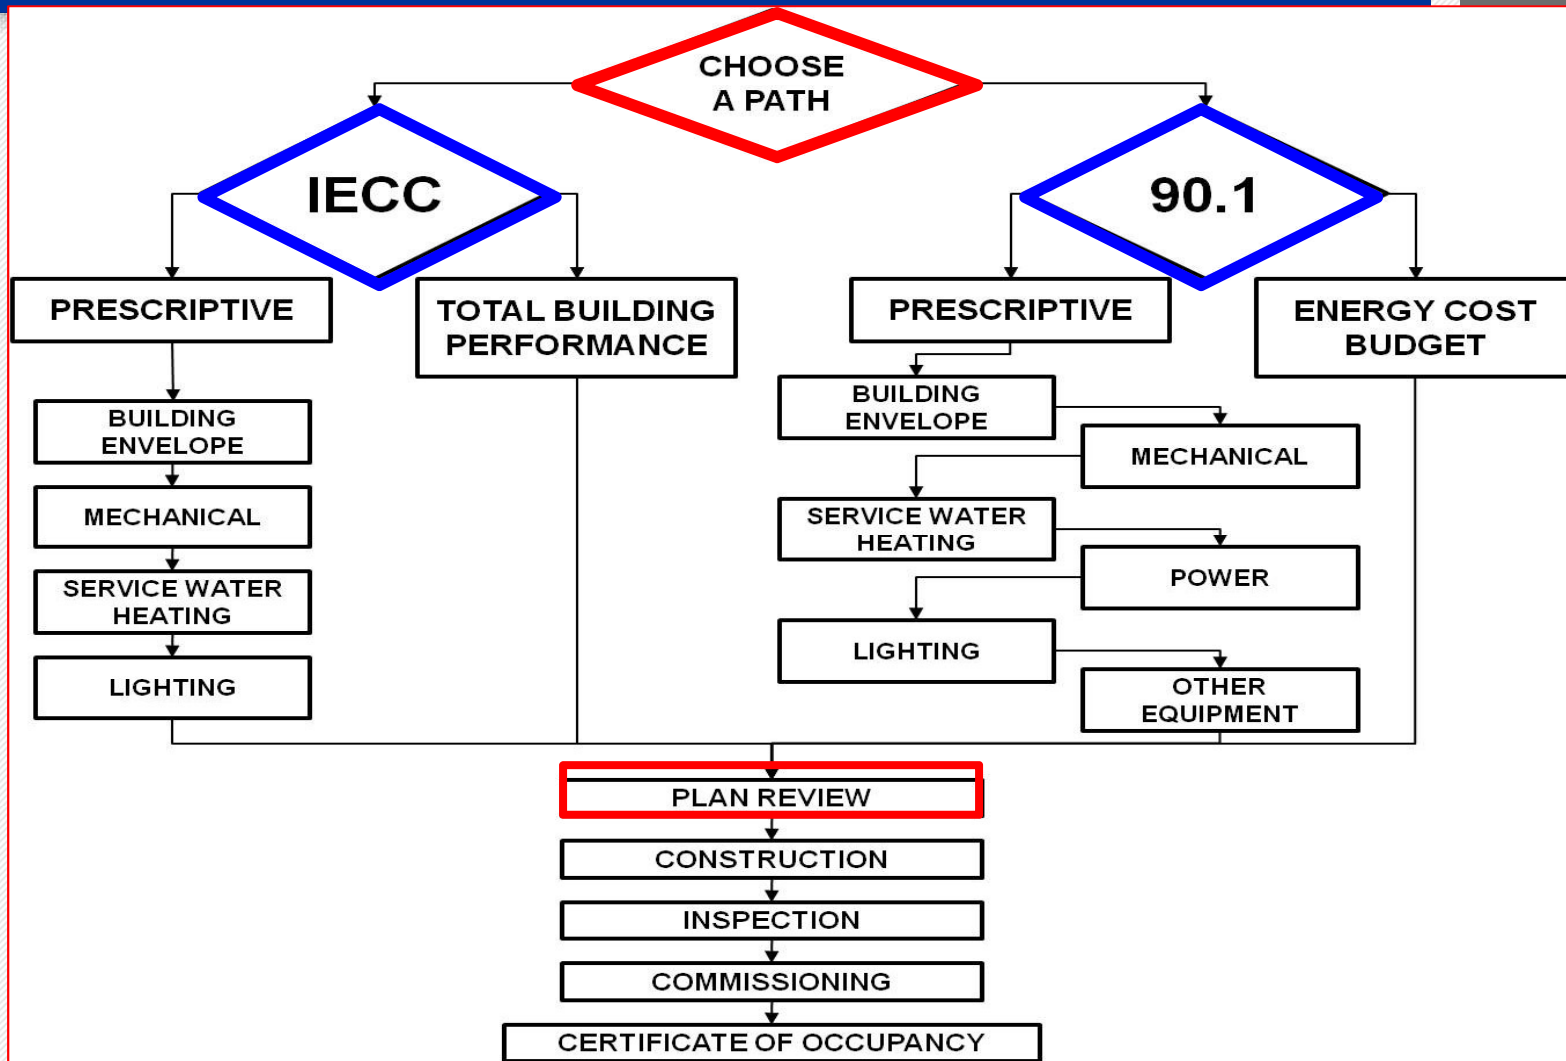 CHOOSE
A PATH
IECC
90.1
PRESCRIPTIVE
TOTAL BUILDING
PERFORMANCE
PRESCRIPTIVE
ENERGY COST
BUDGET
BUILDING
ENVELOPE
MECHANICAL
SERVICE WATER
HEATING
LIGHTING
BUILDING
ENVELOPE
MECHANICAL
SERVICE WATER
HEATING
POWER
LIGHTING
OTHER
EQUIPMENT
PLAN REVIEW
CONSTRUCTION
INSPECTION
COMMISSIONING
CERTIFICATE OF OCCUPANCY